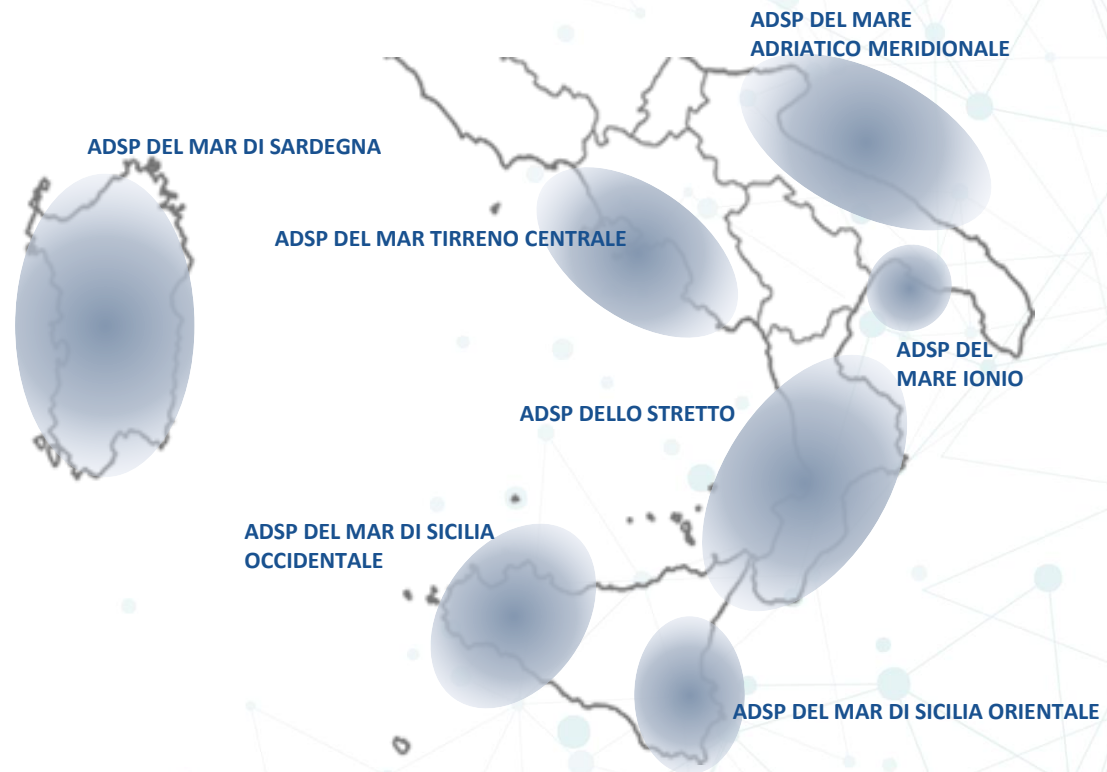 ADSP DEL MARE
ADRIATICO MERIDIONALE
ADSP DEL MAR DI SARDEGNA
ADSP DEL MAR TIRRENO CENTRALE
ADSP DEL
MARE IONIO
ADSP DELLO STRETTO
ADSP DEL MAR DI SICILIA
OCCIDENTALE
ADSP DEL MAR DI SICILIA ORIENTALE